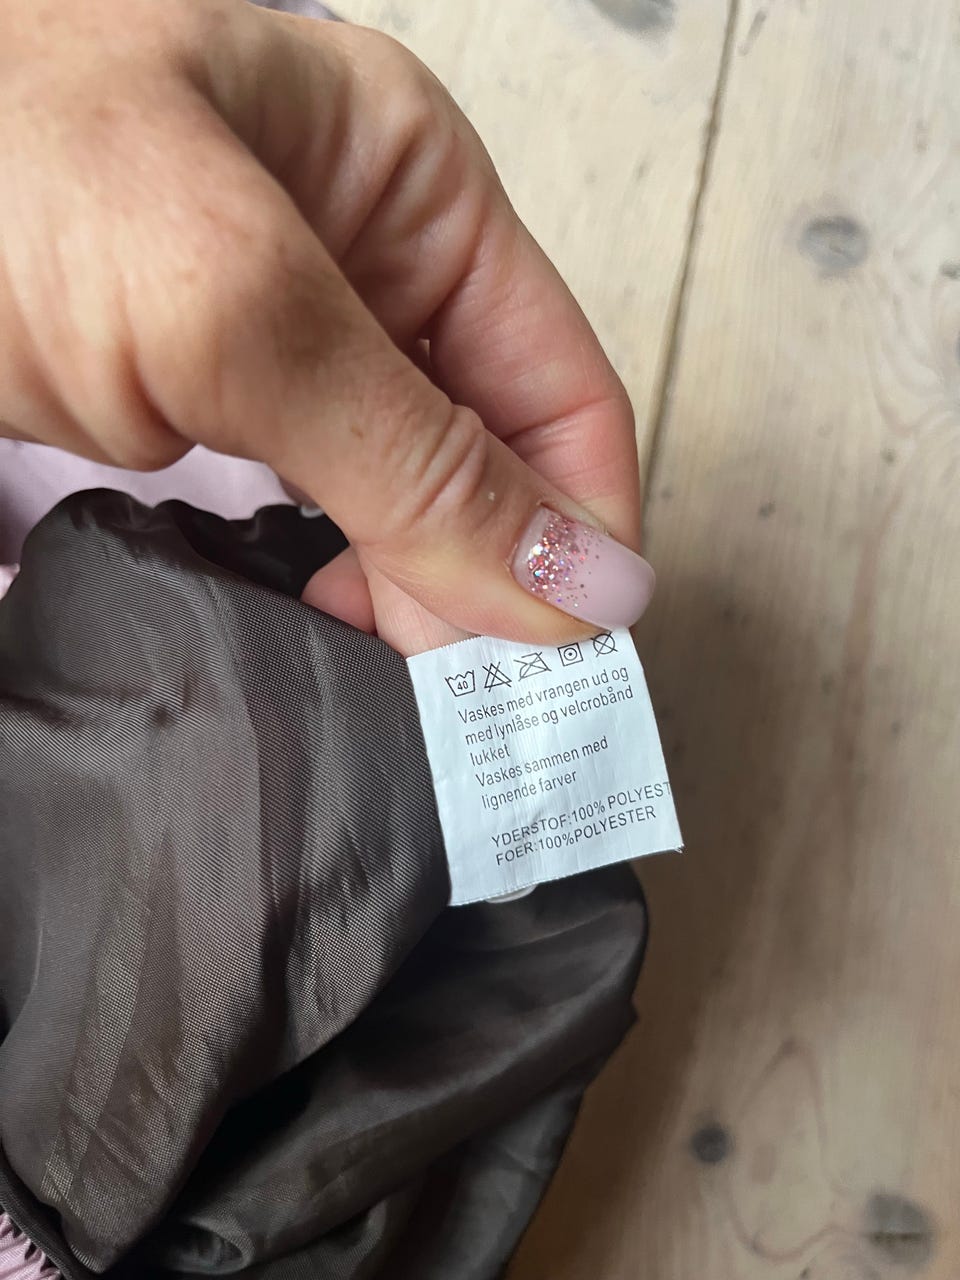 40
Vaskes med vrangen ud og
med lynlåse og velcrobånd
lukket
Vaskes sammen med
lignende farver
YDERSTOF:100% POLYEST
FOER:100%POLYESTER